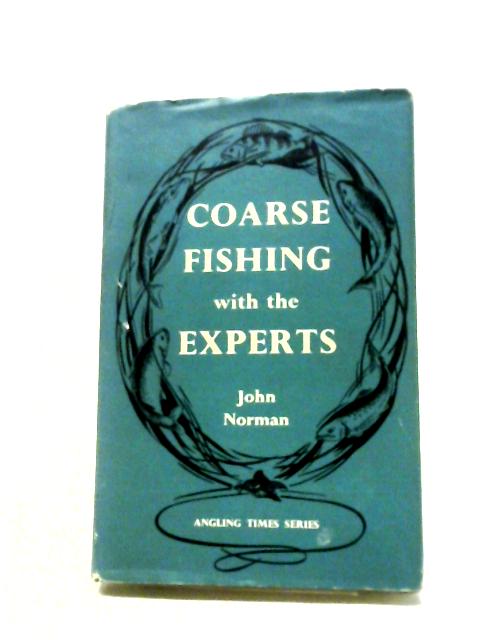 COARSE
FISHING
with the
EXPERTS
John
Norman
ANGLING TIMES SERIES